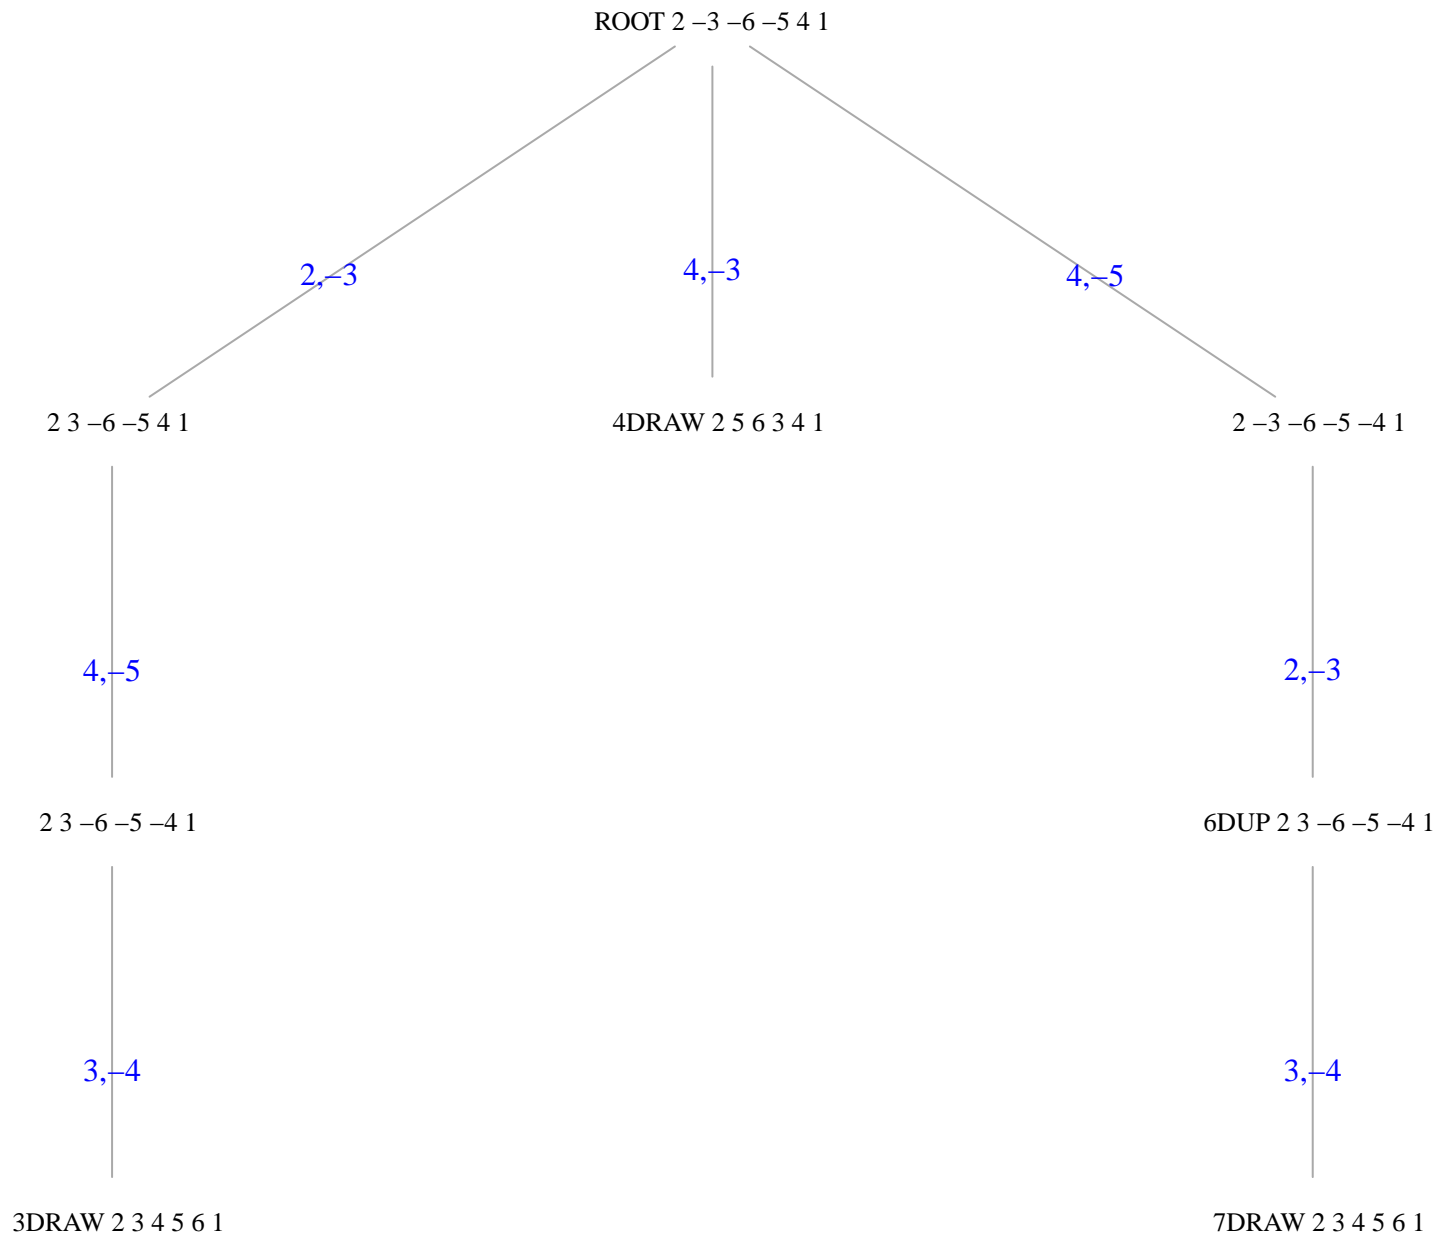 ROOT 2 –3 –6 –5 4 1
2,–3
4,–3
4,–5
2 3 –6 –5 4 1
4DRAW 2 5 6 3 4 1
2 –3 –6 –5 –4 1
4,–5
2,–3
2 3 –6 –5 –4 1
6DUP 2 3 –6 –5 –4 1
3,–4
3,–4
3DRAW 2 3 4 5 6 1
7DRAW 2 3 4 5 6 1